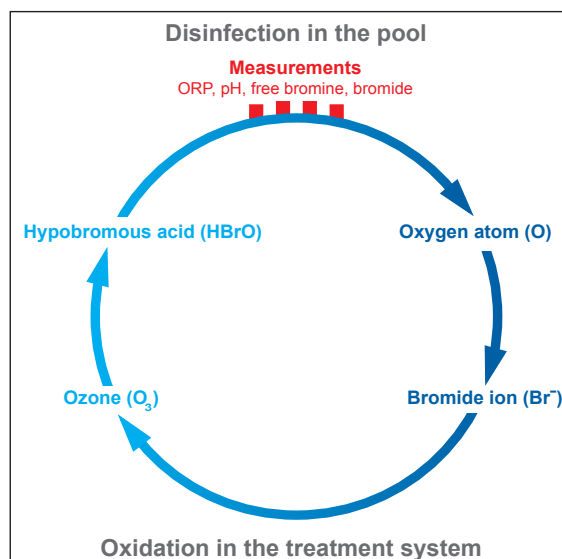 Disinfection in the pool
Measurements
ORP, pH, free bromine, bromide
Hypobromous acid (HBrO)
Oxygen atom (O)
Ozone (O₃)
Bromide ion (Br⁻)
Oxidation in the treatment system